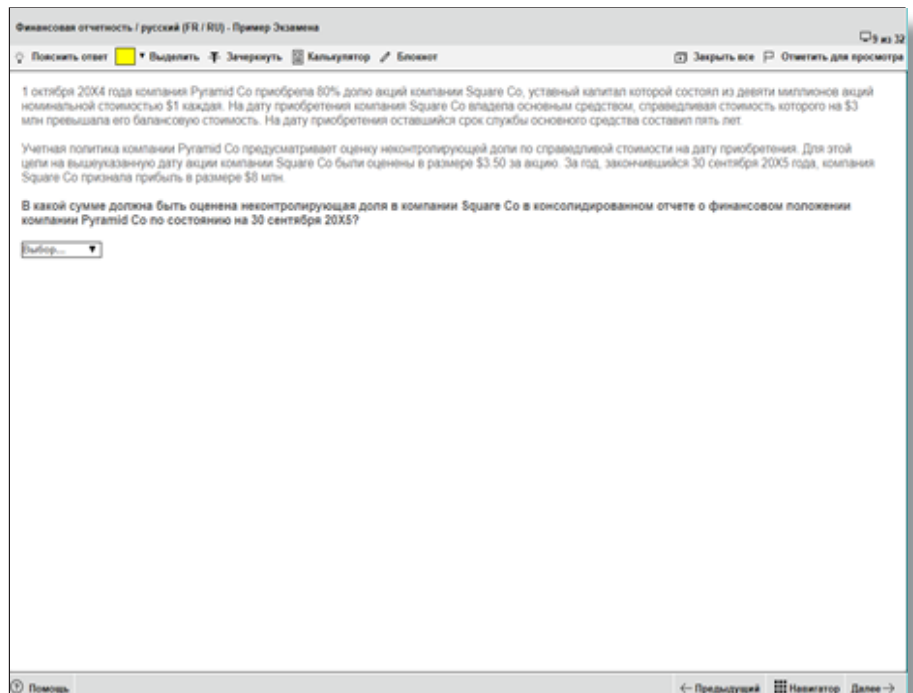 Финансовая отчетность / русский (FR / RU) - Пример Экзамена
9 из 32
Пояснить ответ Выделить Зачеркнуть Калькулятор Блокнот Закрыть все Отметить для просмотра
1 октября 20X4 года компания Pyramid Co приобрела 80% долю акций компании Square Co, уставный капитал которой состоял из девяти миллионов акций
номинальной стоимостью $1 каждая. На дату приобретения компания Square Co владела основным средством, справедливая стоимость которого на $3
млн превышала его балансовую стоимость. На дату приобретения оставшийся срок службы основного средства составил пять лет.
Учетная политика компании Pyramid Co предусматривает оценку неконтролирующей доли по справедливой стоимости на дату приобретения. Для этой
цели на вышеуказанную дату акции компании Square Co были оценены в размере $3.50 за акцию. За год, закончившийся 30 сентября 20X5 года, компания
Square Co признала прибыль в размере $8 млн.
В какой сумме должна быть оценена неконтролирующая доля в компании Square Co в консолидированном отчете о финансовом положении
компании Pyramid Co по состоянию на 30 сентября 20X5?
Выбор...
Помощь Предыдущий Навигатор Далее